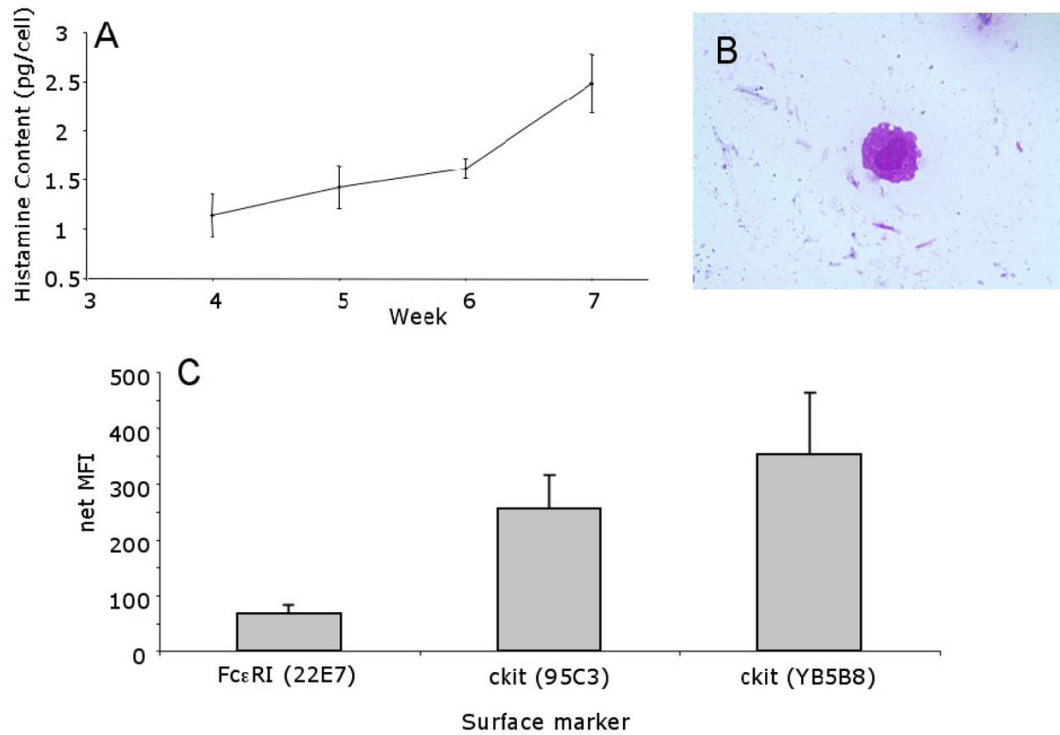 A
Histamine Content (pg/cell)
3
2.5
2
1.5
1
0.5
3 4 5 6 7
Week
B
C
net MFI
500
400
300
200
100
0
FcεRI (22E7) ckit (95C3) ckit (YB5B8)
Surface marker